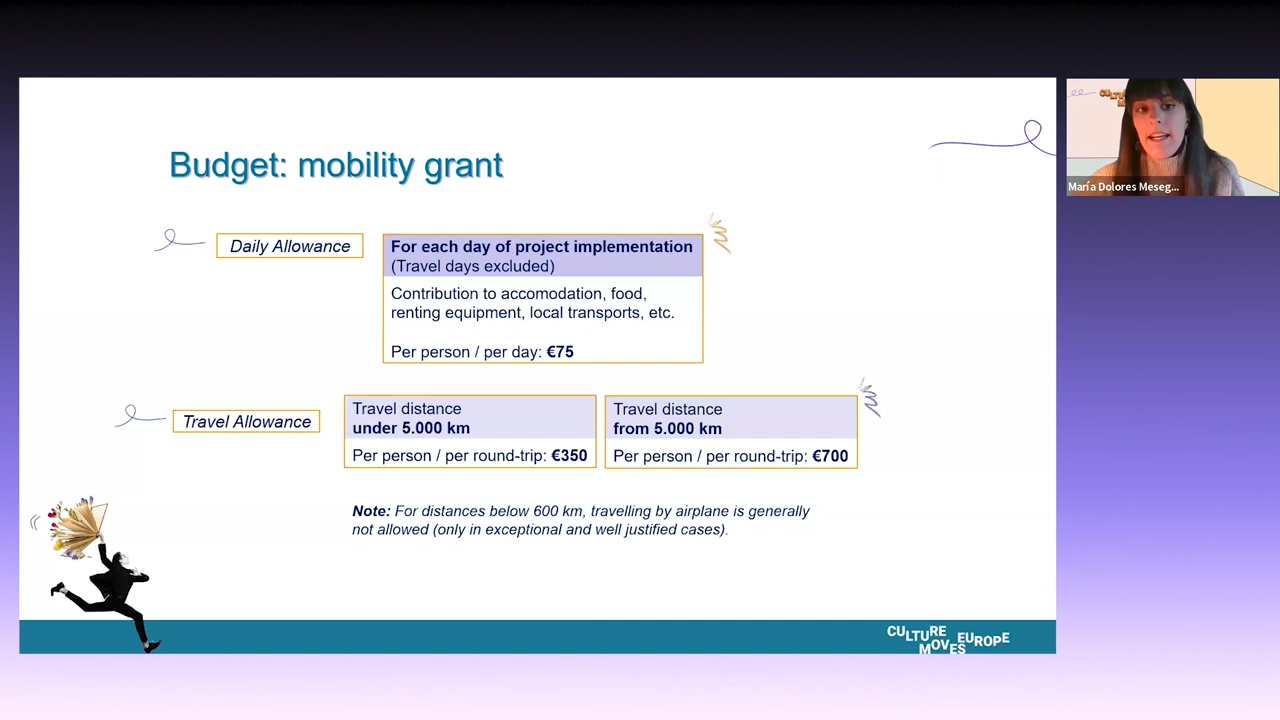 Budget: mobility grant
Daily Allowance
For each day of project implementation
(Travel days excluded)
Contribution to accomodation, food,
renting equipment, local transports, etc.
Per person / per day: €75
Travel Allowance
Travel distance
under 5.000 km
Per person / per round-trip: €350
Travel distance
from 5.000 km
Per person / per round-trip: €700
Note: For distances below 600 km, travelling by airplane is generally
not allowed (only in exceptional and well justified cases).
CULTURE
MOVES EUROPE
María Dolores Meseg...